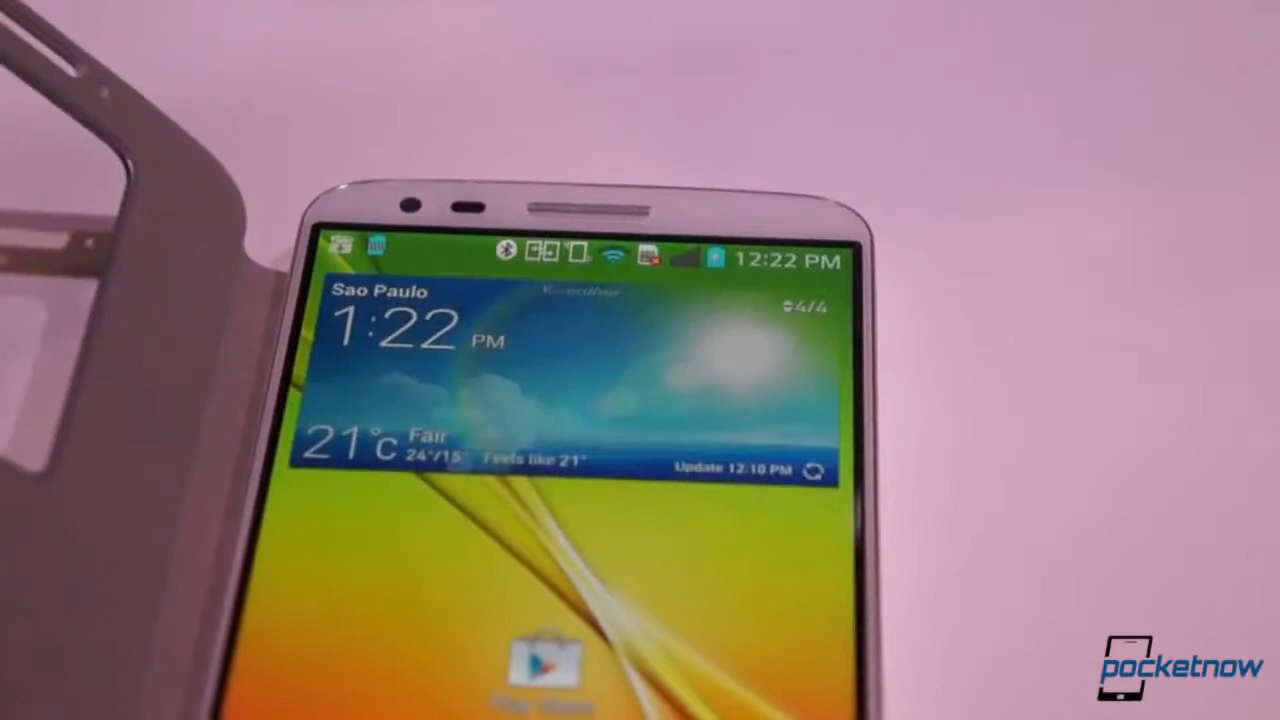 12:22 PM
Sao Paulo
4/4
1:22 PM
21°c
Fair
24°/15°
Feels like 21°
Update 12:10 PM
pocketnow